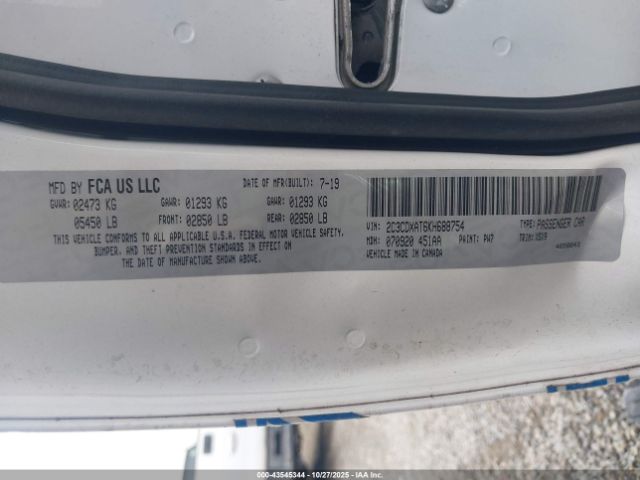 MFD BY FCA US LLC DATE OF MFR(BUILT): 7-19
GVWR: 02473 KG GAWR: 01293 KG GAWR: 01293 KG
05450 LB FRONT: 02850 LB REAR: 02850 LB
THIS VEHICLE CONFORMS TO ALL APPLICABLE U.S.A. FEDERAL MOTOR VEHICLE SAFETY,
BUMPER, AND THEFT PREVENTION STANDARDS IN EFFECT ON
THE DATE OF MANUFACTURE SHOWN ABOVE.
VIN: 2C3CDXAT6KH688754 TYPE: PASSENGER CAR
MDH: 070920 451AA PAINT: PW7 TRIM:
VEHICLE MADE IN CANADA
000-43545344 | 10/27/2025 | COPART